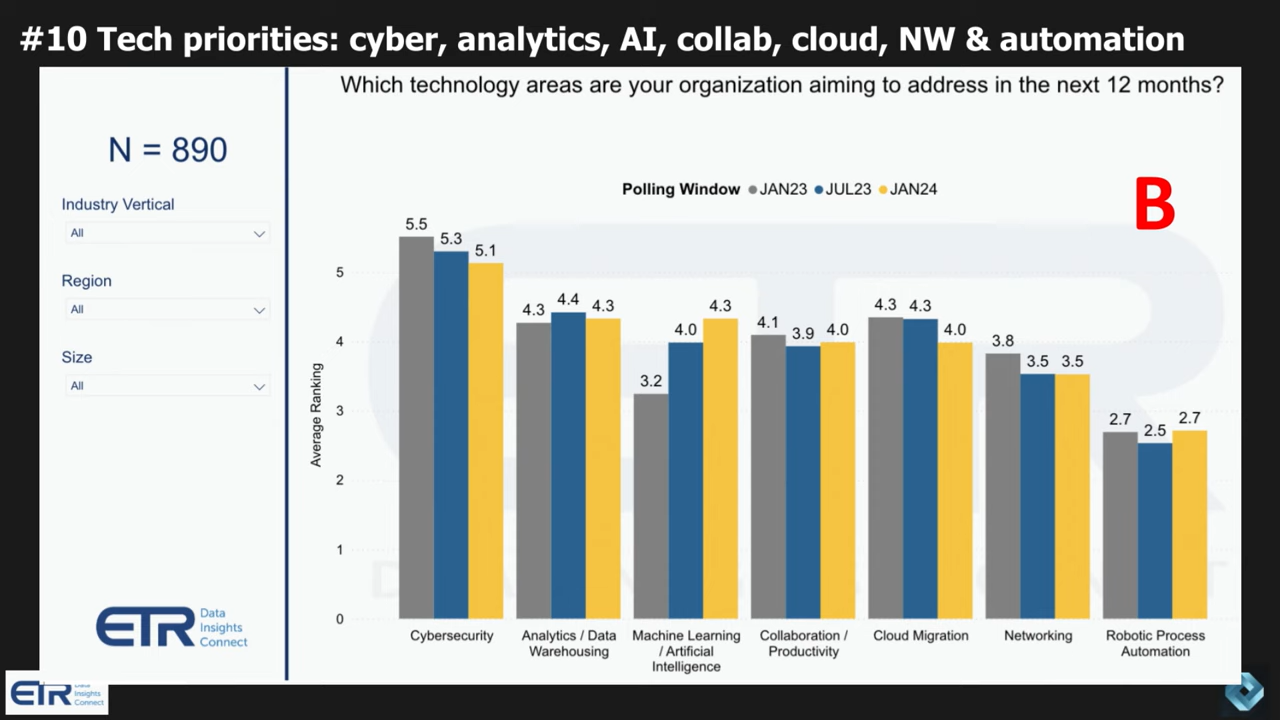 #10 Tech priorities: cyber, analytics, AI, collab, cloud, NW & automation
Which technology areas are your organization aiming to address in the next 12 months?
N = 890
Industry Vertical
All
Region
All
Size
All
Polling Window JAN23 JUL23 JAN24
B
Average Ranking
5
4
3
2
1
0
5.5 5.3 5.1
4.3 4.4 4.3
3.2 4.0 4.3
4.1 3.9 4.0
4.3 4.3 4.0
3.8 3.5 3.5
2.7 2.5 2.7
Cybersecurity
Analytics / Data
Warehousing
Machine Learning
/ Artificial
Intelligence
Collaboration /
Productivity
Cloud Migration
Networking
Robotic Process
Automation
ETR Data
Insights
Connect
ETR
Insights
Connect